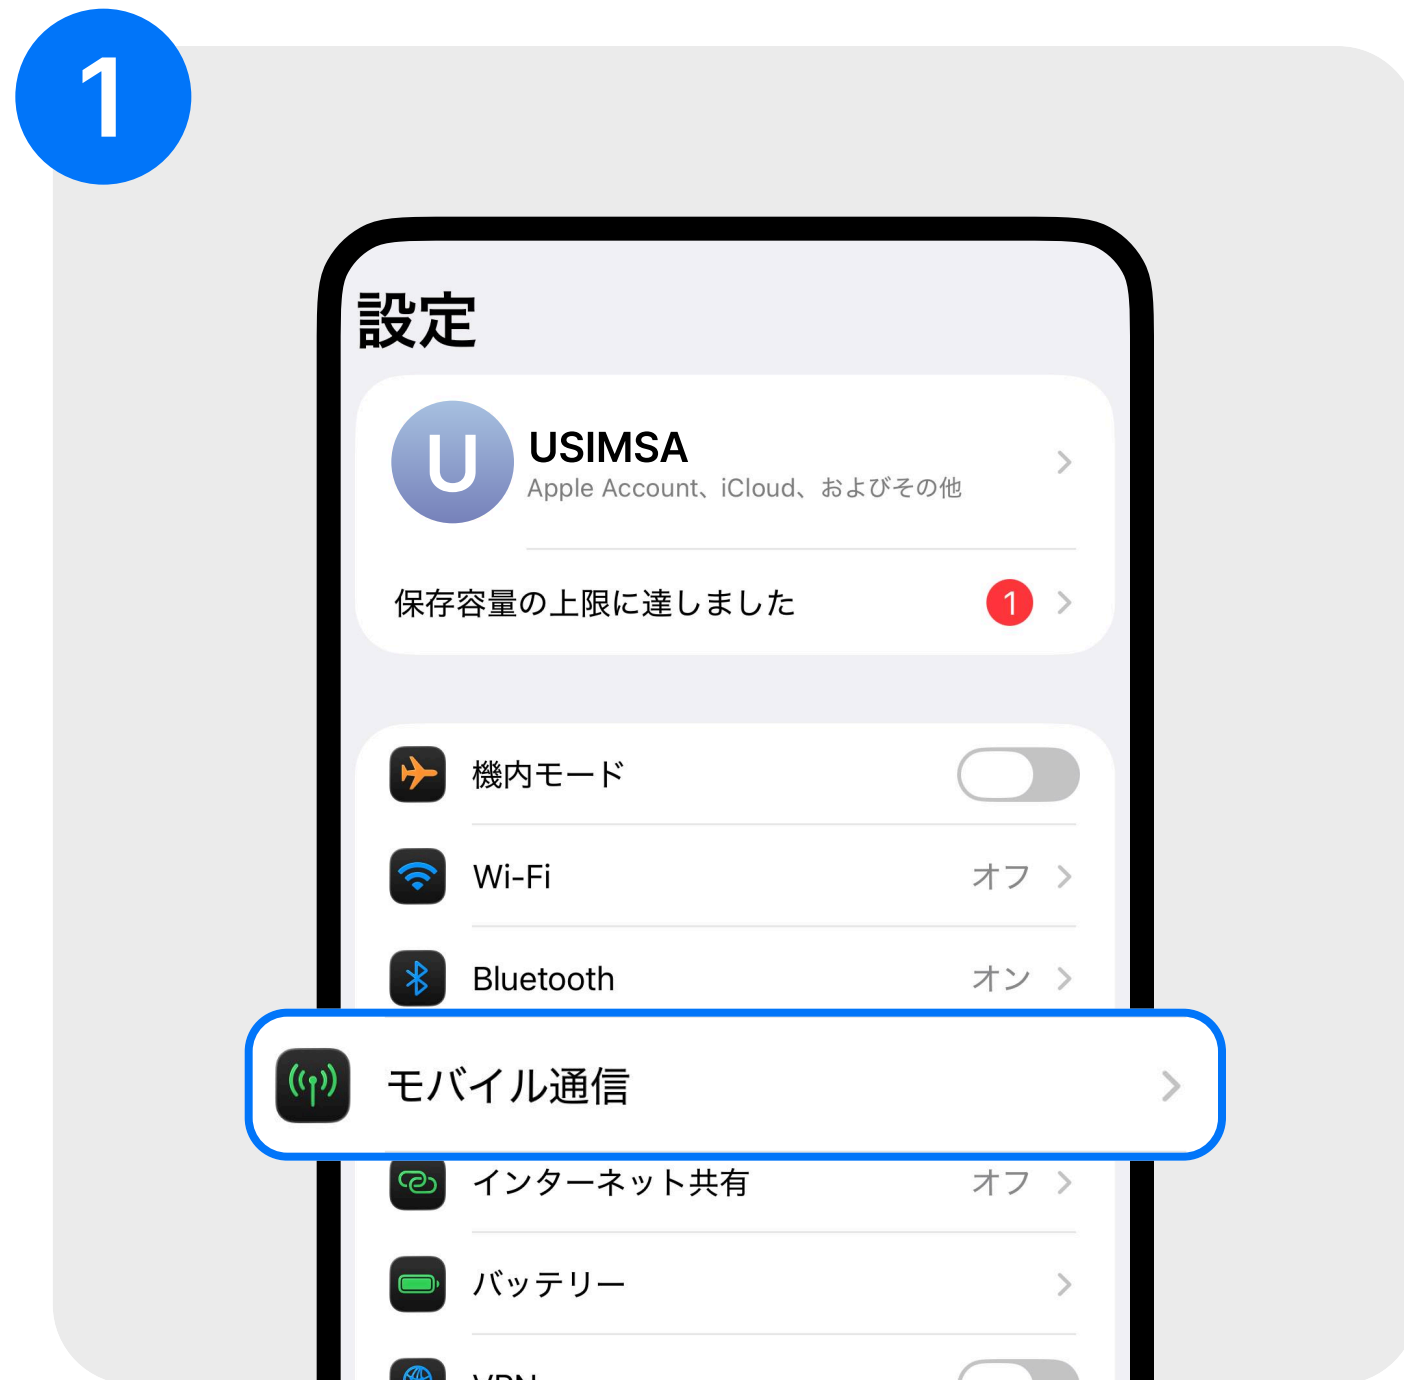 1
設定
U
USIMSA
Apple Account、iCloud、およびその他
保存容量の上限に達しました 1
機内モード
Wi-Fi オフ
Bluetooth オン
モバイル通信
インターネット共有 オフ
バッテリー
VPN